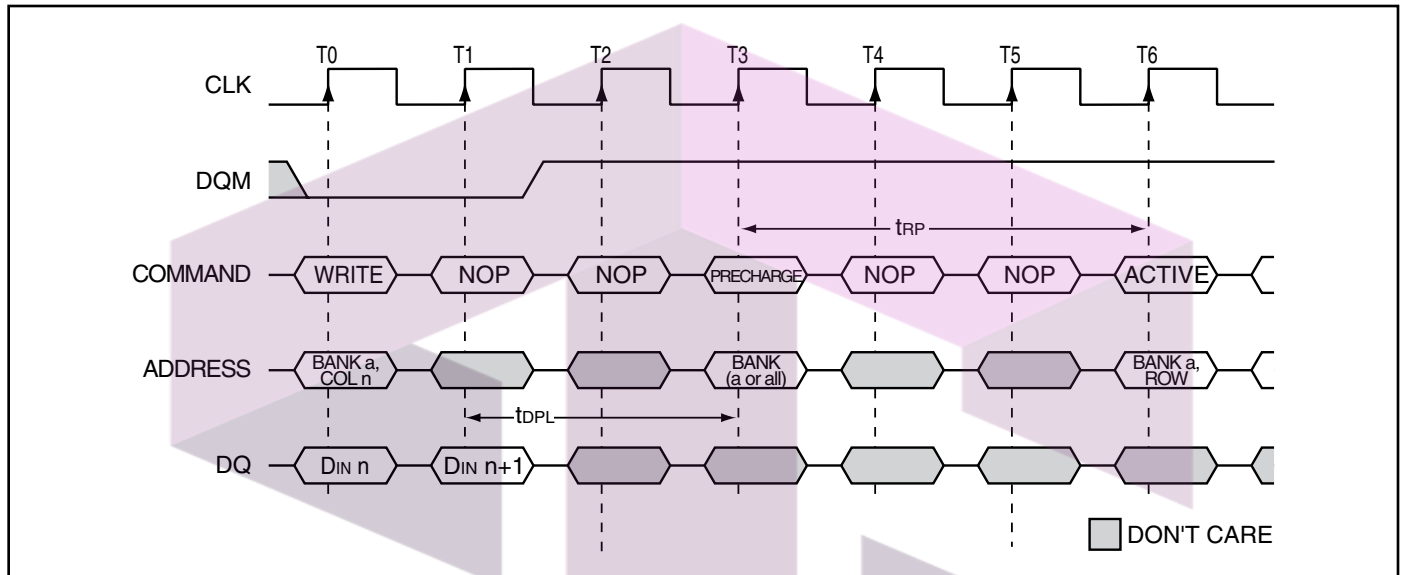 T0 T1 T2 T3 T4 T5 T6
CLK
DQM
tRP
COMMAND WRITE NOP NOP PRECHARGE NOP NOP ACTIVE
ADDRESS BANK a, COL n BANK (a or all) BANK a, ROW
tDPL
DQ DIN n DIN n+1
DON'T CARE